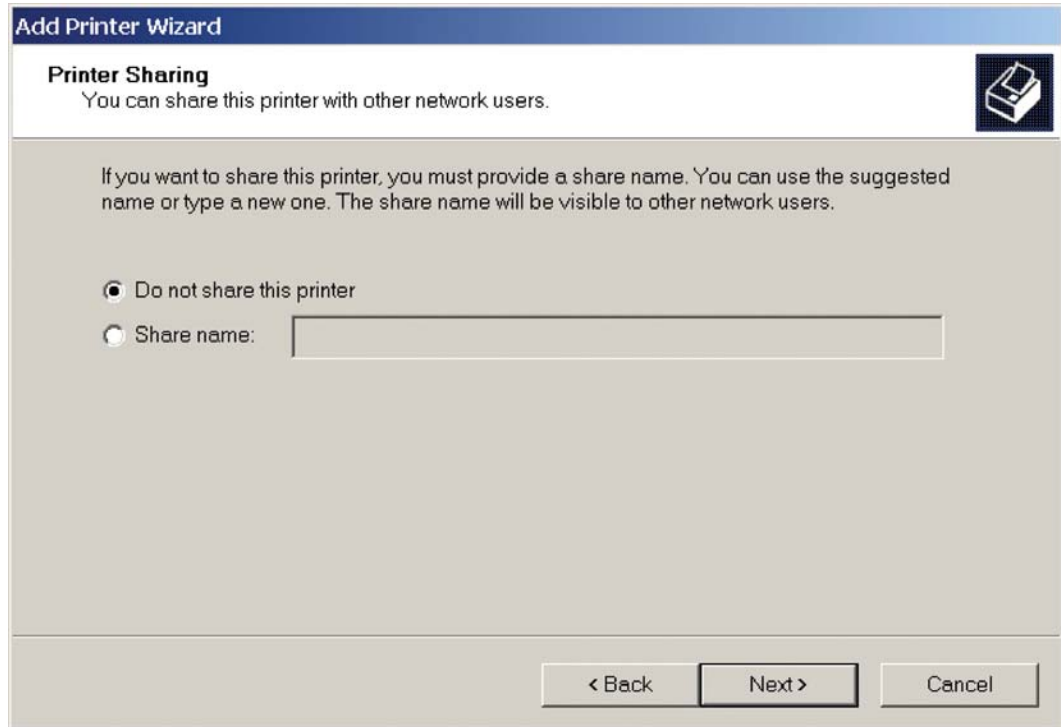 Add Printer Wizard
Printer Sharing
You can share this printer with other network users.
If you want to share this printer, you must provide a share name. You can use the suggested
name or type a new one. The share name will be visible to other network users.
Do not share this printer
Share name:
< Back
Next >
Cancel